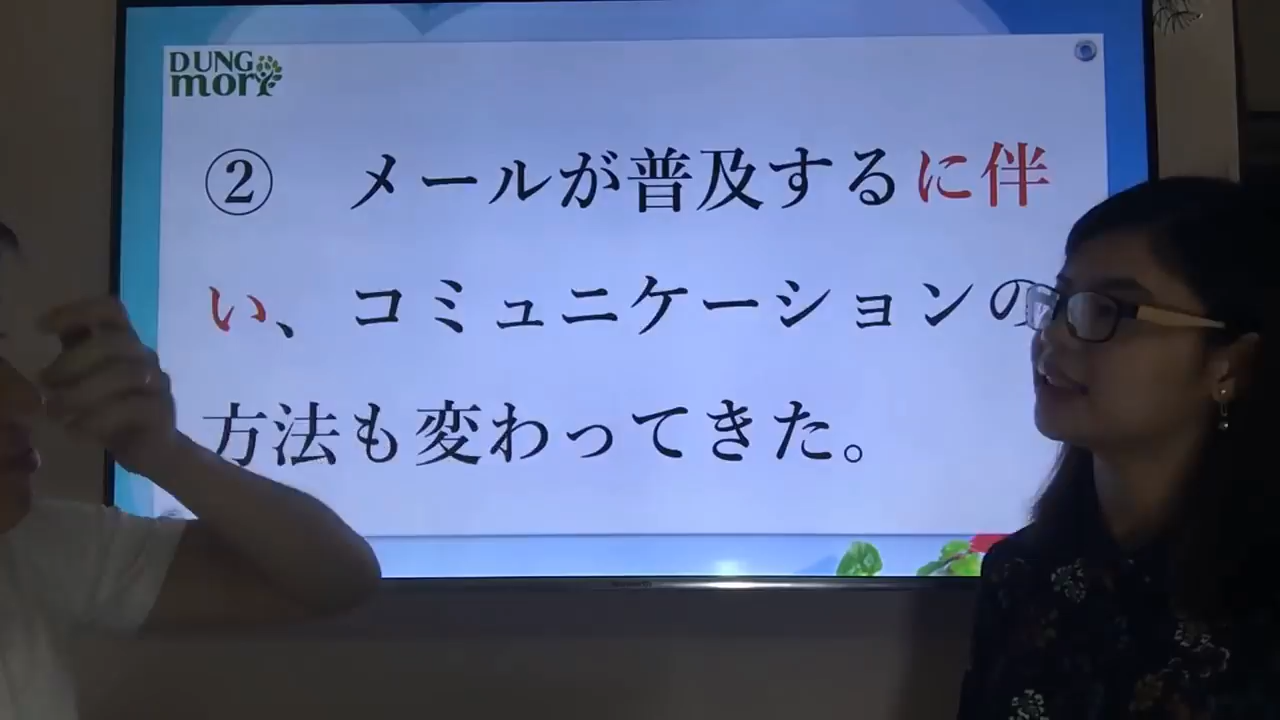 DUNG
mori
② メールが普及するに伴
い、コミュニケーションの
方法も変わってきた。